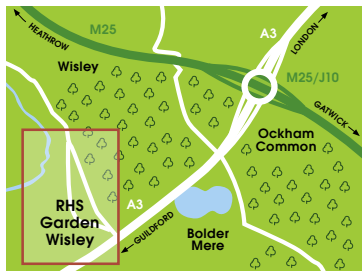 M25
A3
LONDON
HEATHROW
Wisley
M25/J10
GATWICK
Ockham
Common
RHS
Garden
Wisley
A3
GUILDFORD
Bolder
Mere